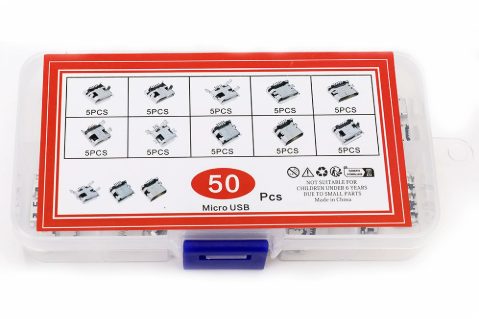 5PCS 5PCS 5PCS 5PCS 5PCS
5PCS 5PCS 5PCS 5PCS 5PCS
50 Pcs
Micro USB
NOT SUITABLE FOR
CHILDREN UNDER 6 YEARS
DUE TO SMALL PARTS
Made in China